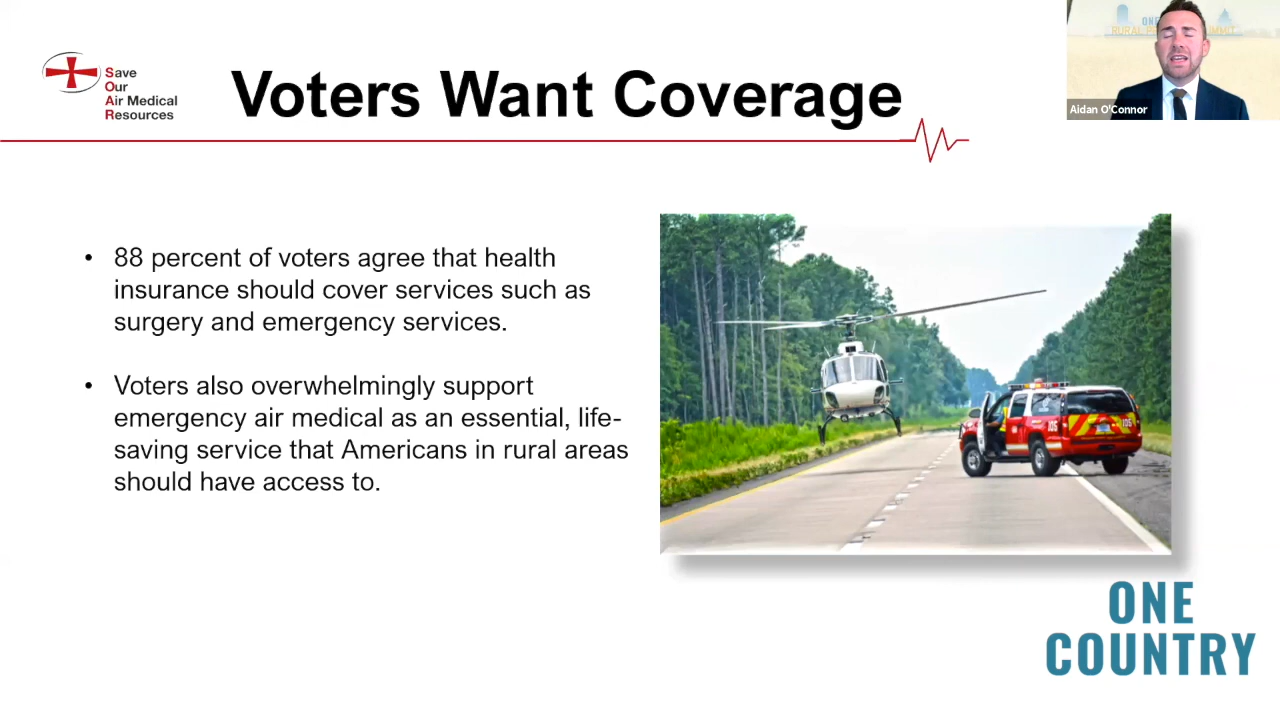 Save
Our
Air Medical
Resources
Voters Want Coverage
Aidan O'Connor
• 88 percent of voters agree that health
insurance should cover services such as
surgery and emergency services.
• Voters also overwhelmingly support
emergency air medical as an essential, life-
saving service that Americans in rural areas
should have access to.
105
105
ONE
COUNTRY